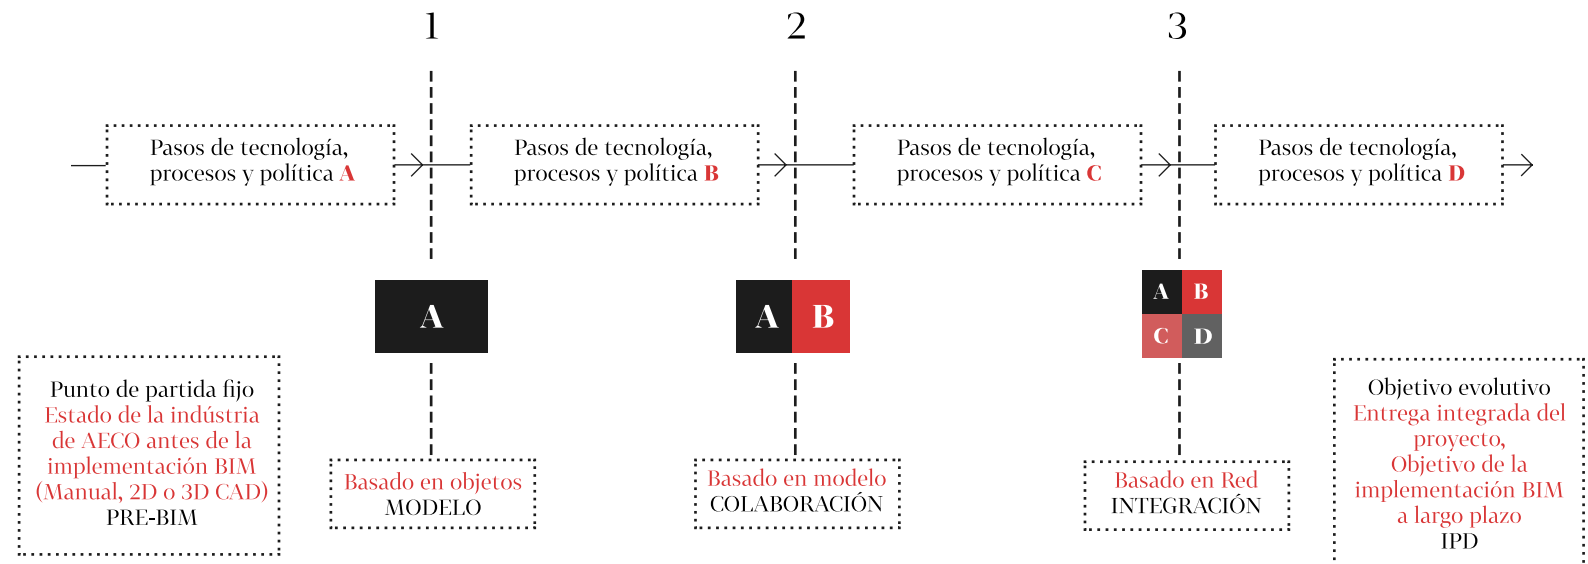 1
2
3
Pasos de tecnología,
procesos y política A
Pasos de tecnología,
procesos y política B
Pasos de tecnología,
procesos y política C
Pasos de tecnología,
procesos y política D
A
A B
A B
C D
Punto de partida fijo
Estado de la indústria
de AECO antes de la
implementación BIM
(Manual, 2D o 3D CAD)
PRE-BIM
Basado en objetos
MODELO
Basado en modelo
COLABORACIÓN
Basado en Red
INTEGRACIÓN
Objetivo evolutivo
Entrega integrada del
proyecto,
Objetivo de la
implementación BIM
a largo plazo
IPD